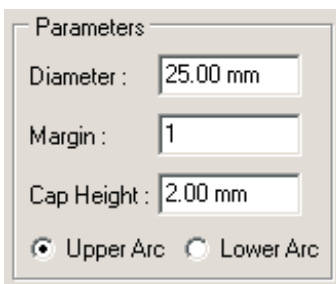 Parameters
Diameter : 25.00 mm
Margin : 1
Cap Height : 2.00 mm
Upper Arc Lower Arc